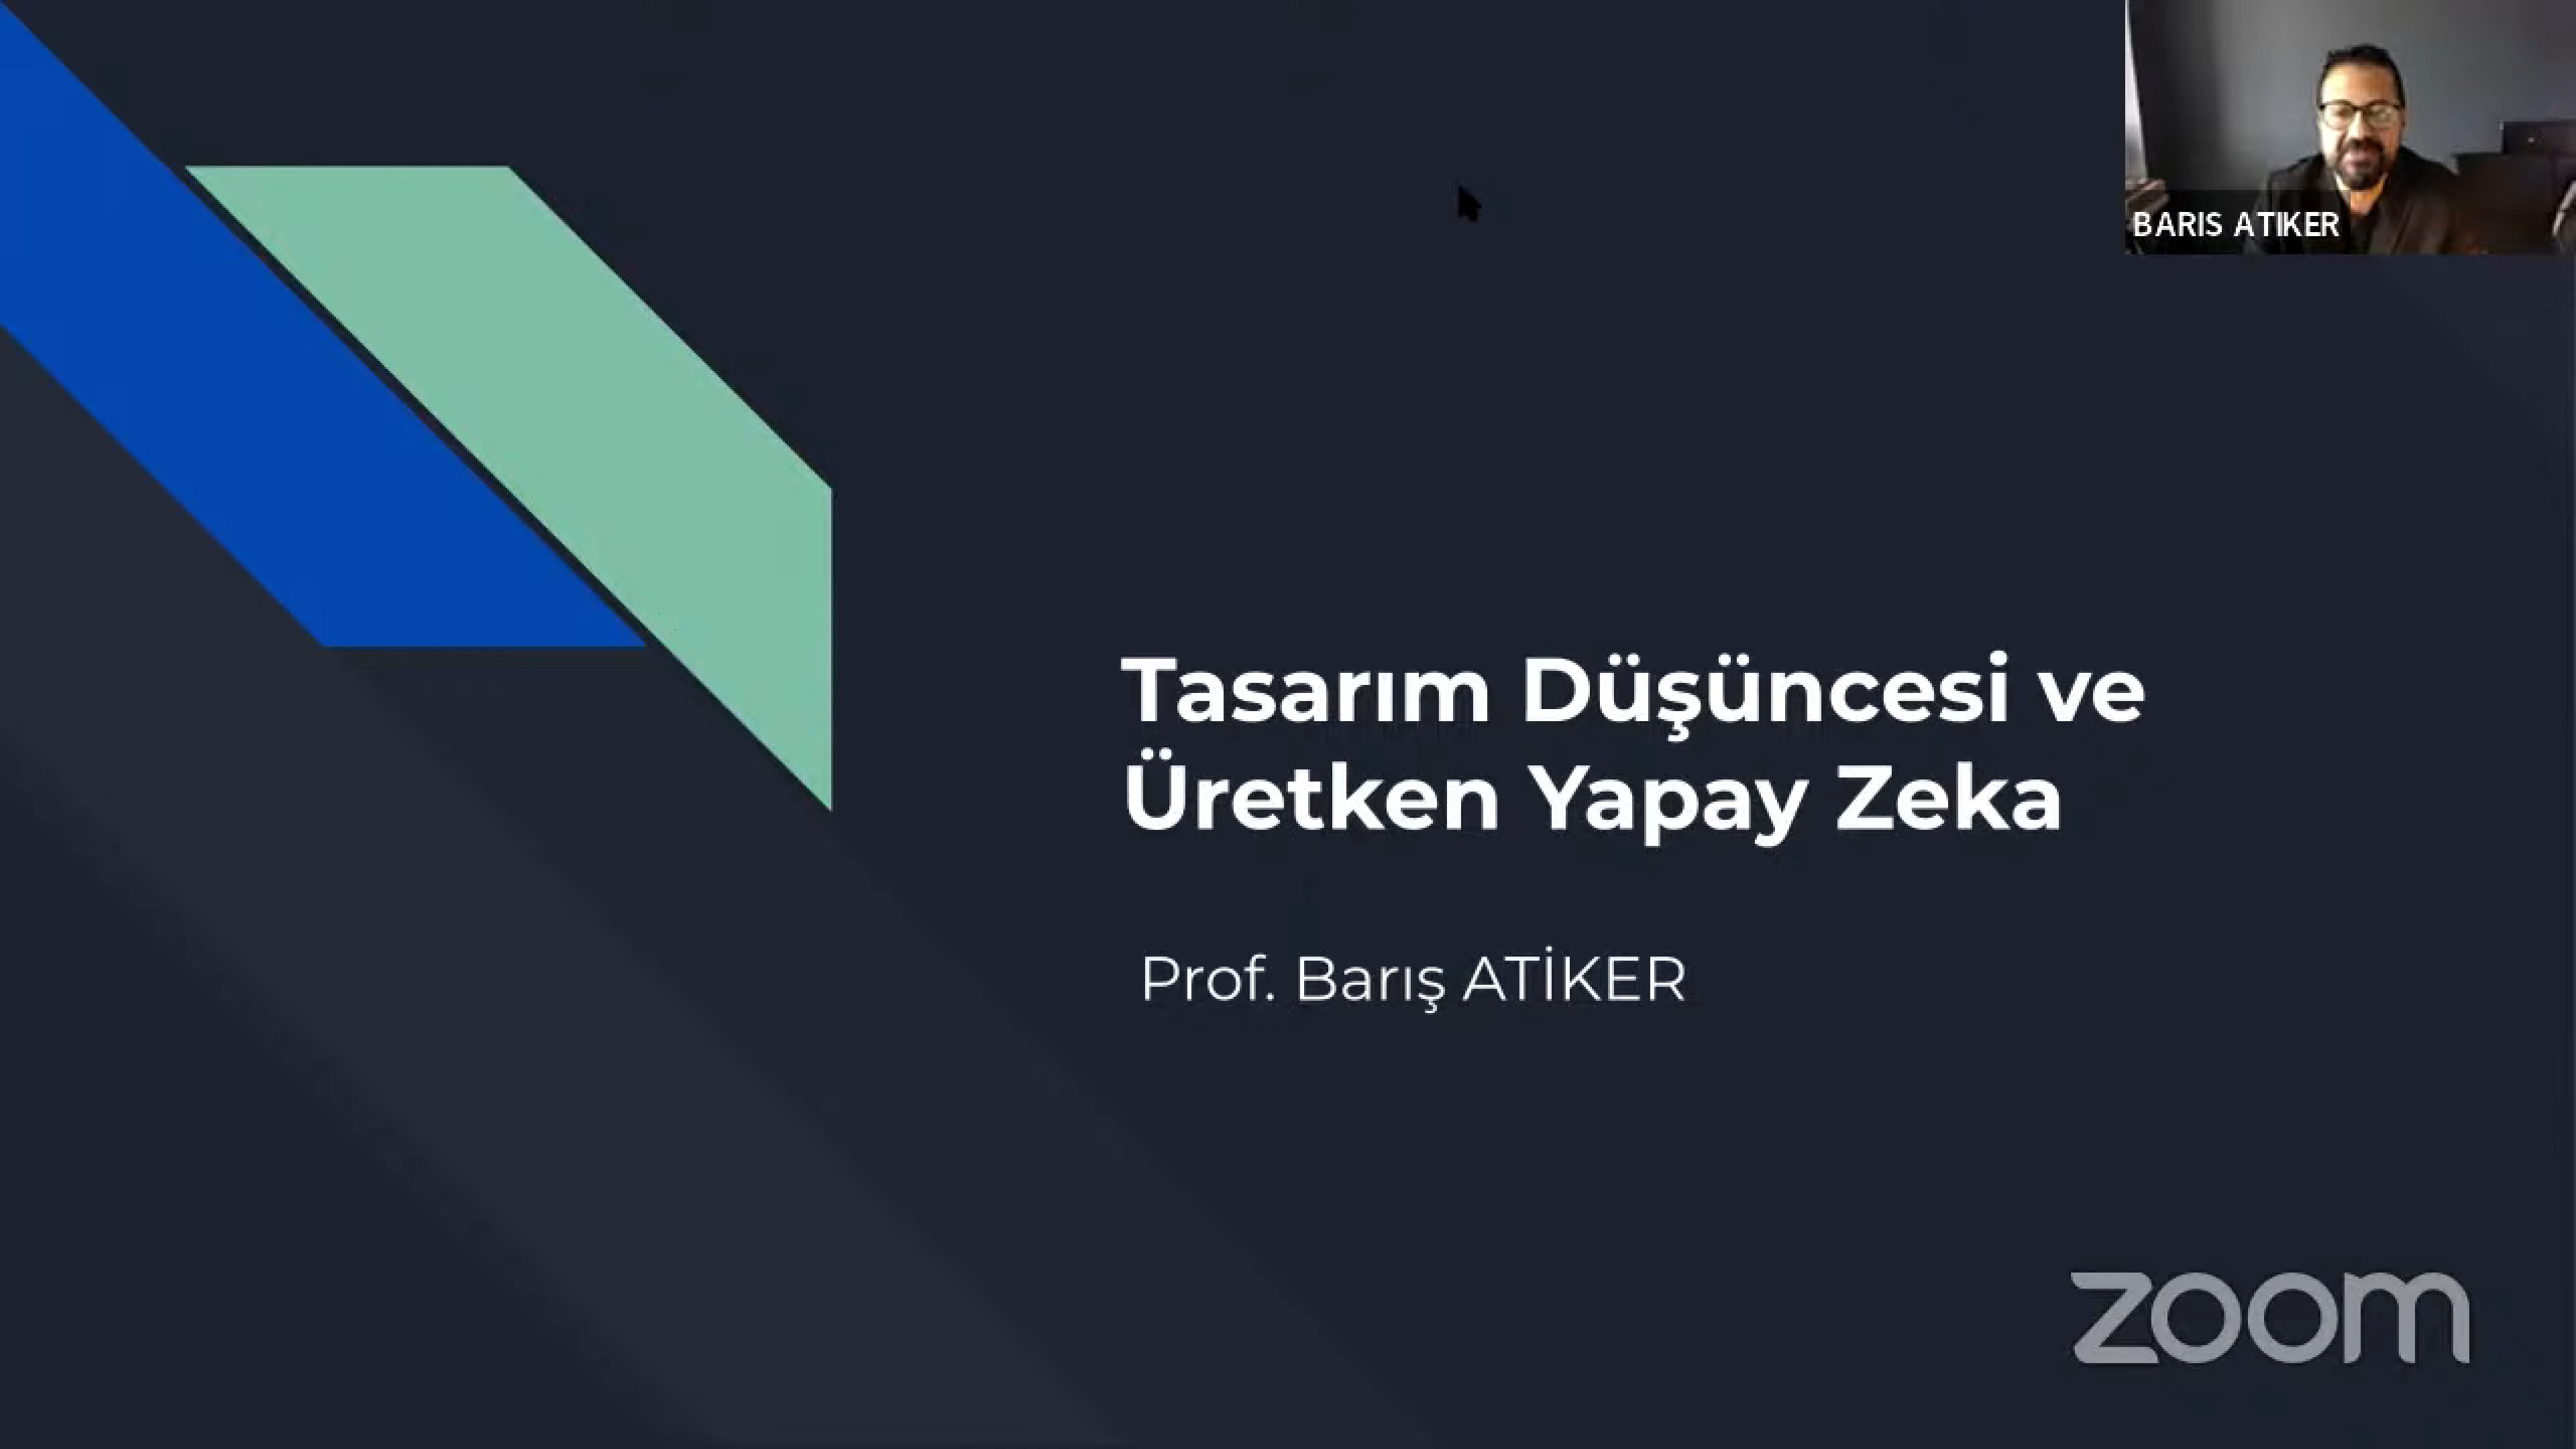 BARIS ATIKER
Tasarım Düşüncesi ve
Üretken Yapay Zeka
Prof. Barış ATİKER
zoom